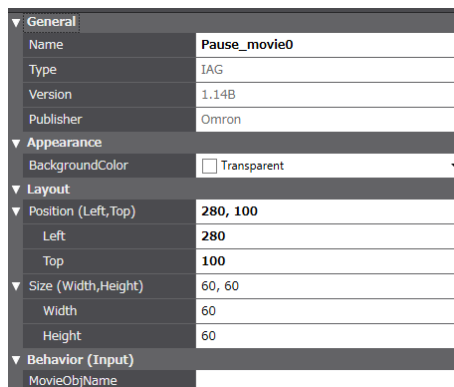 General
Name Pause_movie0
Type IAG
Version 1.14B
Publisher Omron
Appearance
BackgroundColor Transparent
Layout
Position (Left,Top) 280, 100
Left 280
Top 100
Size (Width,Height) 60, 60
Width 60
Height 60
Behavior (Input)
MovieObjName